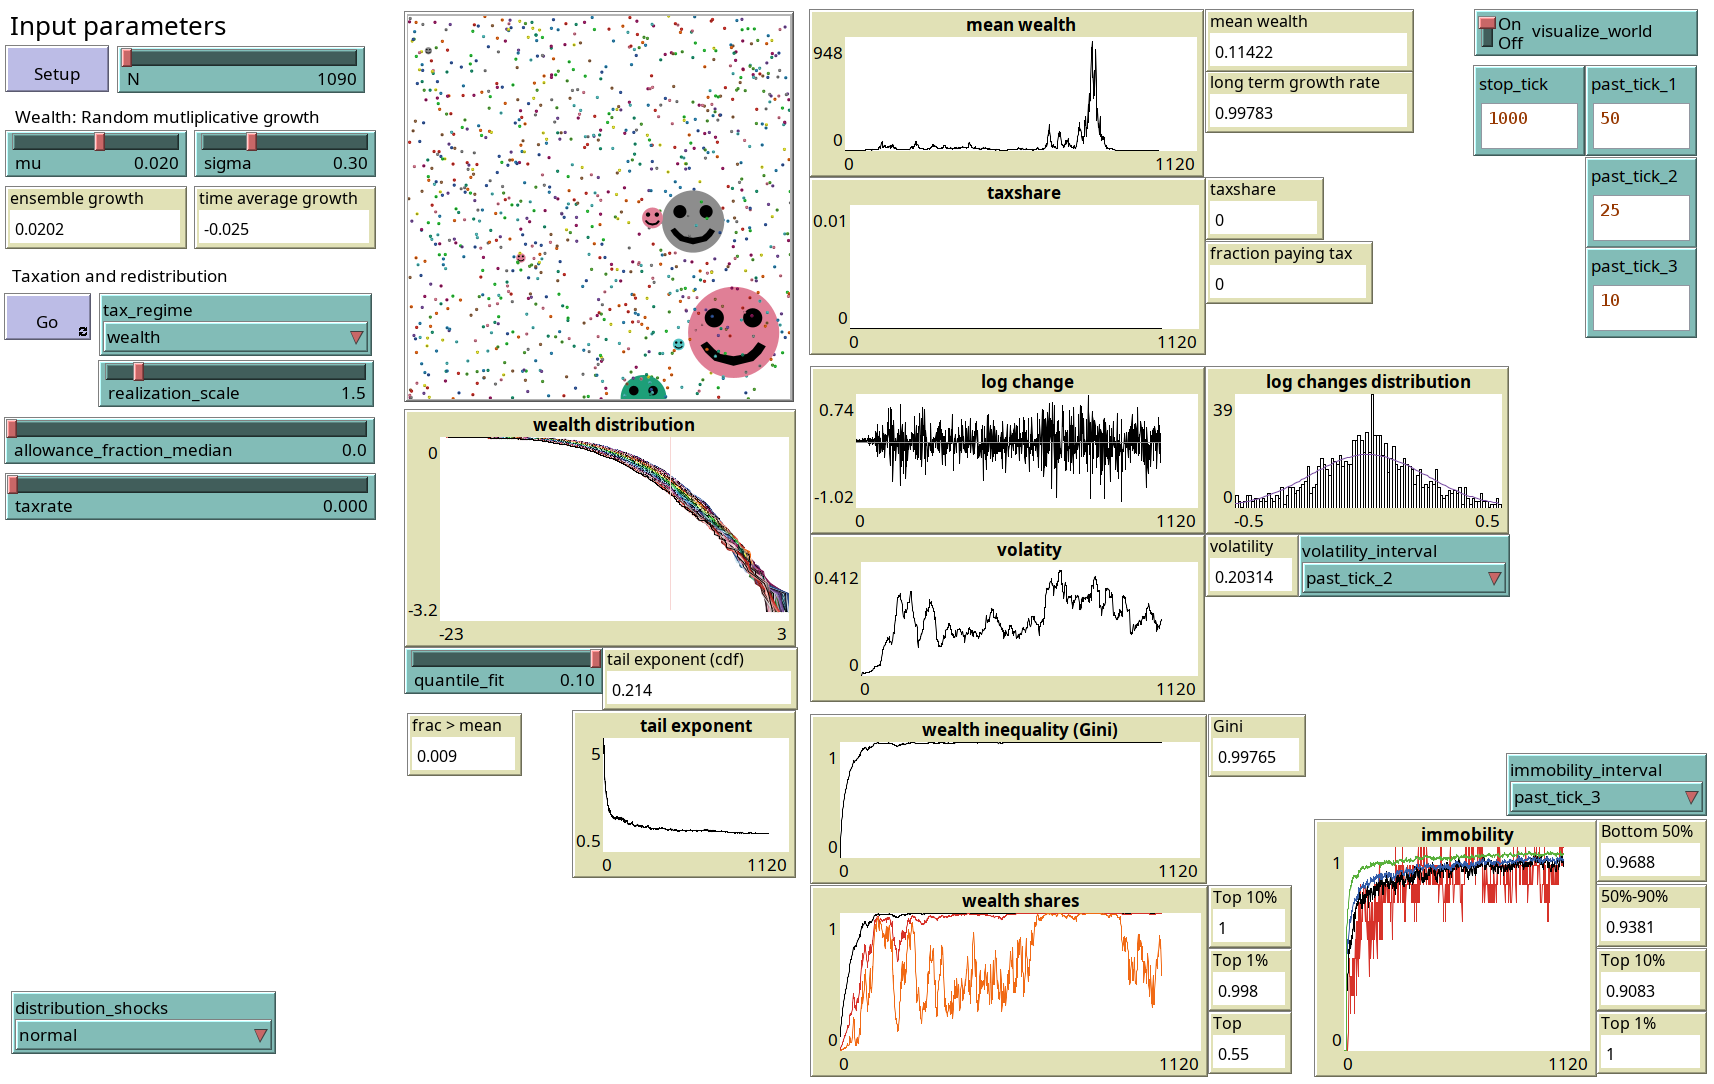 Input parameters
Setup
N 1090
Wealth: Random mutliplicative growth
mu 0.020
sigma 0.30
ensemble growth
0.0202
time average growth
-0.025
Taxation and redistribution
Go
tax_regime
wealth
realization_scale 1.5
allowance_fraction_median 0.0
taxrate 0.000
distribution_shocks
normal
wealth distribution
0
-3.2
-23 3
quantile_fit 0.10
tail exponent (cdf)
0.214
frac > mean
0.009
tail exponent
5
0.5
0 1120
mean wealth
948
0
0 1120
mean wealth
0.11422
long term growth rate
0.99783
taxshare
0.01
0
0 1120
taxshare
0
fraction paying tax
0
log change
0.74
-1.02
0 1120
log changes distribution
39
0
-0.5 0.5
volatity
0.412
0
0 1120
volatility
0.20314
volatility_interval
past_tick_2
wealth inequality (Gini)
1
0
0 1120
Gini
0.99765
wealth shares
1
0
0 1120
Top 10%
1
Top 1%
0.998
Top
0.55
On
Off
visualize_world
stop_tick
1000
past_tick_1
50
past_tick_2
25
past_tick_3
10
immobility_interval
past_tick_3
immobility
1
0
0 1120
Bottom 50%
0.9688
50%-90%
0.9381
Top 10%
0.9083
Top 1%
1